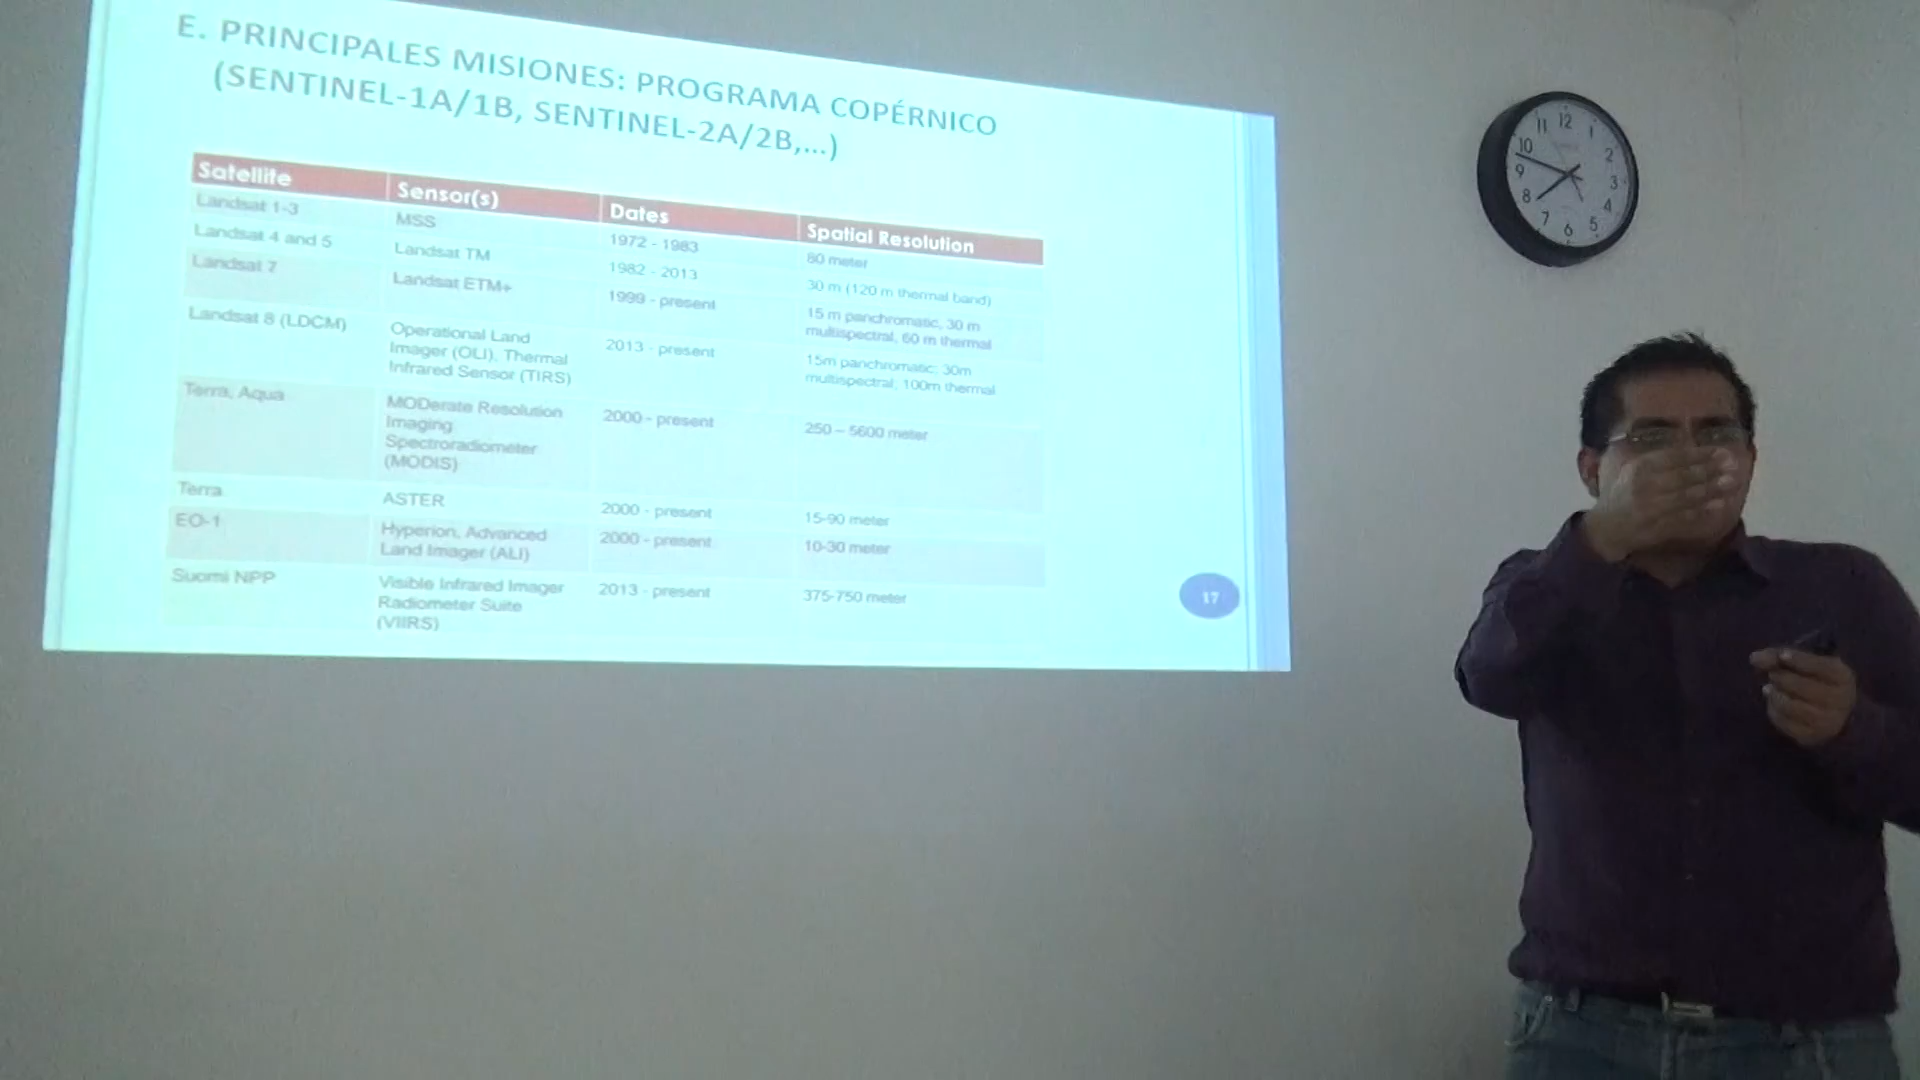 E. PRINCIPALES MISIONES: PROGRAMA COPÉRNICO
(SENTINEL-1A/1B, SENTINEL-2A/2B,...)
Satellite Sensor(s) Dates Spatial Resolution
Landsat 1-3 MSS 1972 - 1983 80 meter
Landsat 4 and 5 Landsat TM 1982 - 2013 30 m (120 m thermal band)
Landsat 7 Landsat ETM+ 1999 - present 15 m panchromatic, 30 m
multispectral, 60 m thermal
Landsat 8 (LDCM) Operational Land 2013 - present 15m panchromatic; 30m
Imager (OLI), Thermal multispectral; 100m thermal
Infrared Sensor (TIRS)
Terra, Aqua MODerate Resolution 2000 - present 250 – 5600 meter
Imaging
Spectroradiometer
(MODIS)
Terra ASTER 2000 - present 15-90 meter
EO-1 Hyperion, Advanced 2000 - present 10-30 meter
Land Imager (ALI)
Suomi NPP Visible Infrared Imager 2013 - present 375-750 meter
Radiometer Suite
(VIIRS)
17
12
1
2
3
4
5
6
7
8
9
10
11